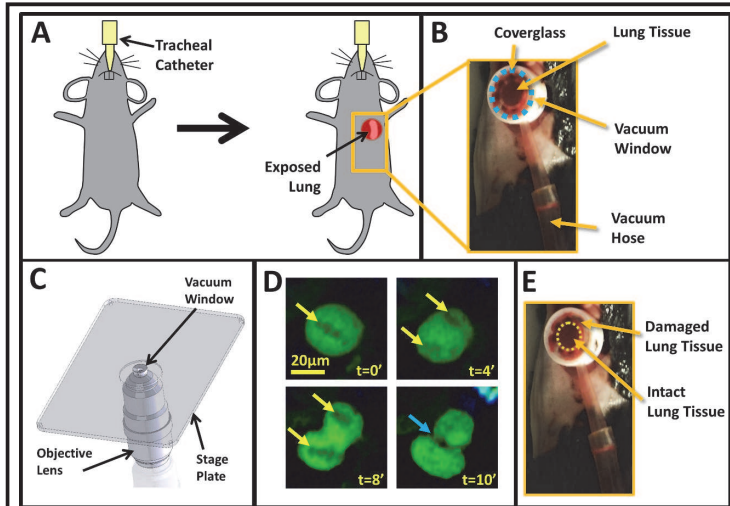 A
Tracheal
Catheter
Exposed
Lung
B
Coverglass
Lung Tissue
Vacuum
Window
Vacuum
Hose
C
Vacuum
Window
Objective
Lens
Stage
Plate
D
20µm
t=0'
t=4'
t=8'
t=10'
E
Damaged
Lung Tissue
Intact
Lung Tissue